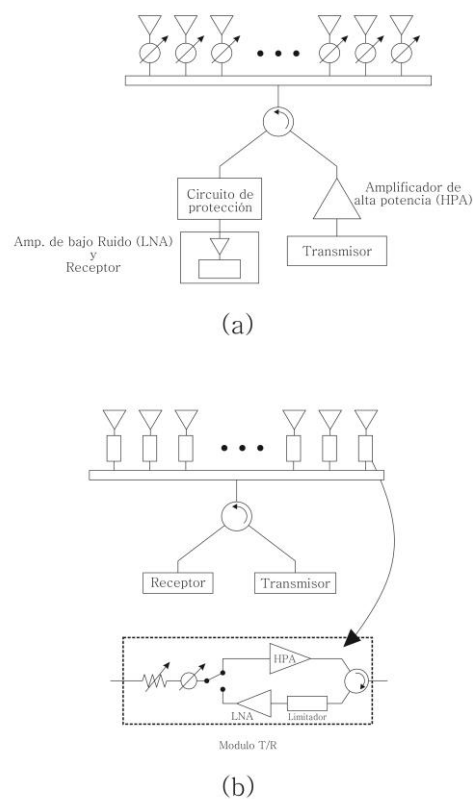 Circuito de
protección
Amplificador de
alta potencia (HPA)
Amp. de bajo Ruido (LNA)
y
Receptor
Transmisor
(a)
Receptor
Transmisor
HPA
LNA
Limitador
Modulo T/R
(b)